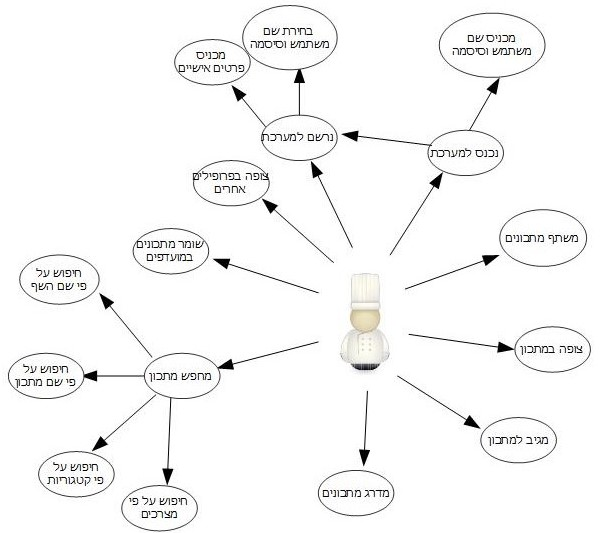 בחירת שם
משתמש וסיסמה
מכניס שם
משתמש וסיסמה
מכניס
פרטים אישיים
נרשם למערכת
נכנס למערכת
צופה בפרופילים
אחרים
משתף מתכונים
שומר מתכונים
במועדפים
חיפוש על
פי שם השף
צופה במתכון
מחפש מתכון
חיפוש על
פי שם מתכון
מגיב למתכון
חיפוש על
פי קטגוריות
מדרג מתכונים
חיפוש על פי
מצרכים